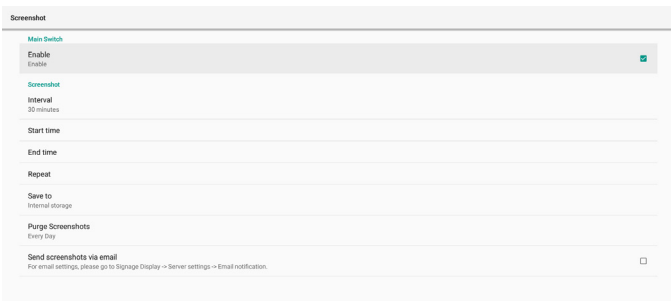 Screenshot
Main Switch
Enable
Enable
Screenshot
Interval
30 minutes
Start time
End time
Repeat
Save to
Internal storage
Purge Screenshots
Every Day
Send screenshots via email
For email settings, please go to Signage Display -> Server settings -> Email notification.